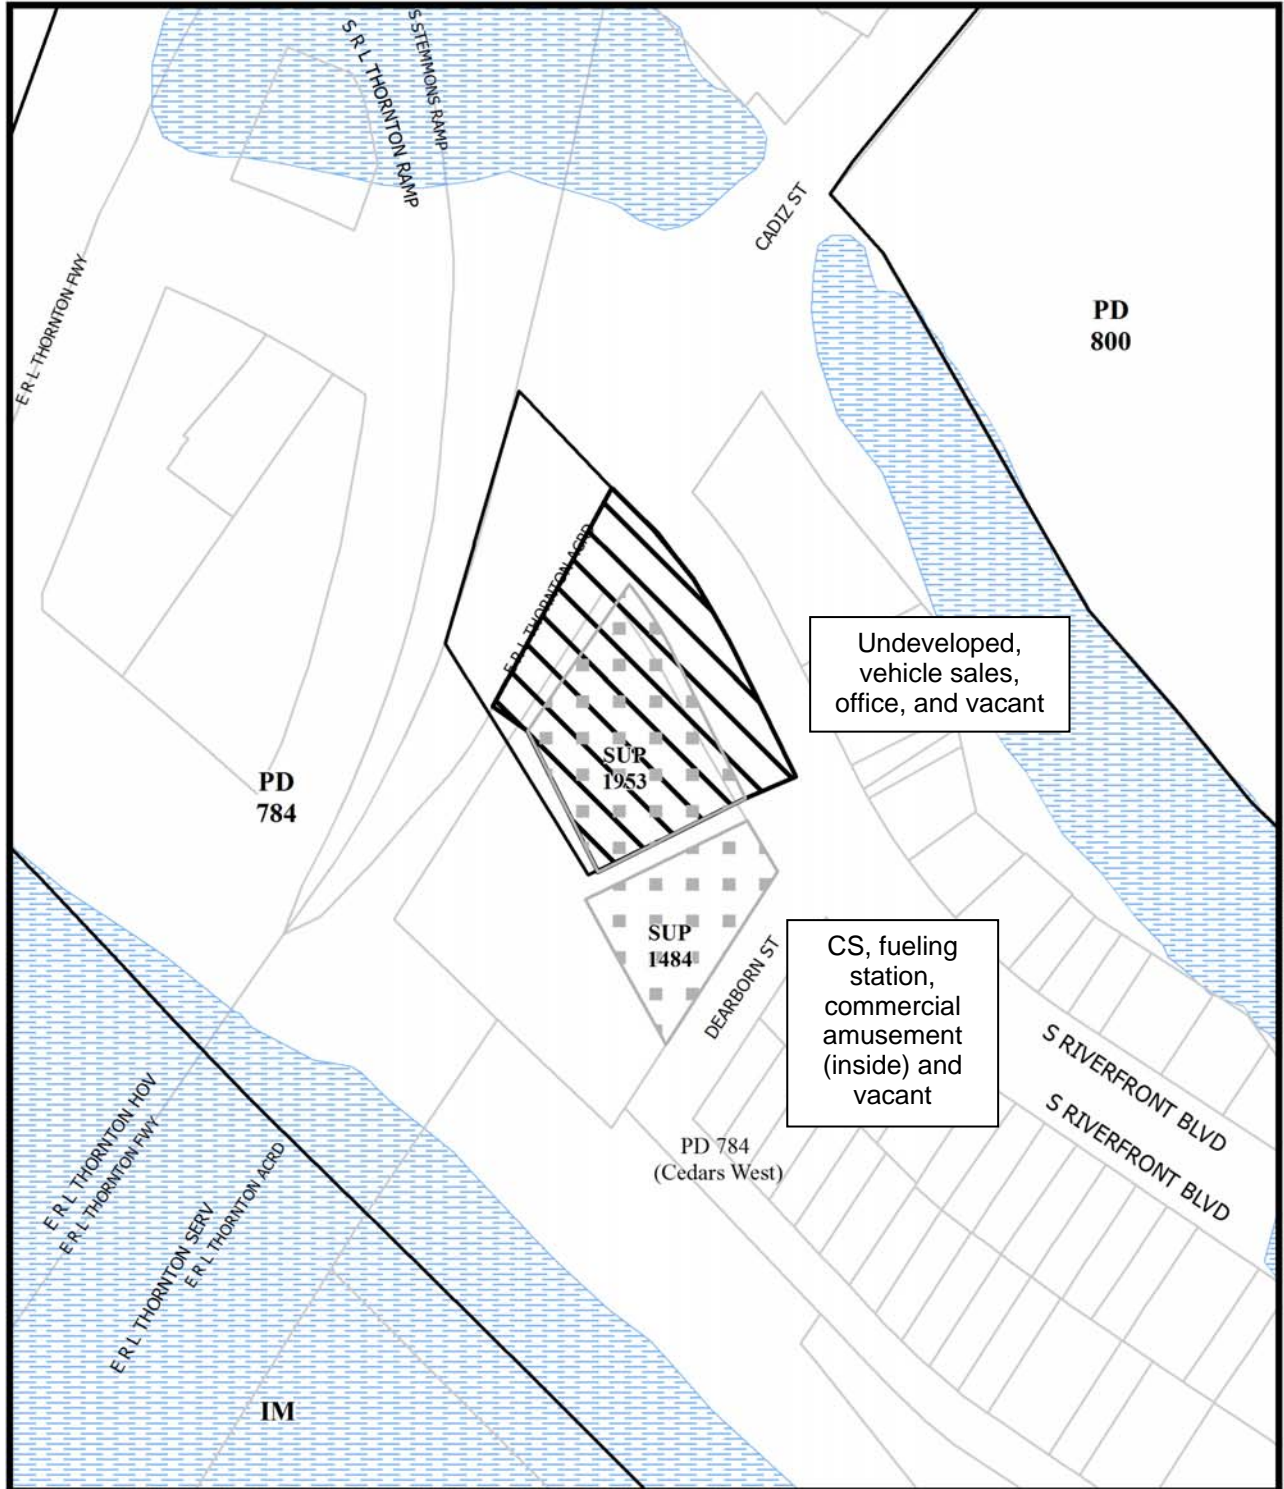 S STEMMONS RAMP
S R L THORNTON RAMP
CADIZ ST
E R L THORNTON FWY
PD
800
E R L THORNTON ACRD
Undeveloped,
vehicle sales,
office, and vacant
SUP
1953
PD
784
SUP
1484
DEARBORN ST
CS, fueling
station,
commercial
amusement
(inside) and
vacant
S RIVERFRONT BLVD
S RIVERFRONT BLVD
PD 784
(Cedars West)
E R L THORNTON HOV
E R L THORNTON FWY
E R L THORNTON SERV
E R L THORNTON ACRD
IM